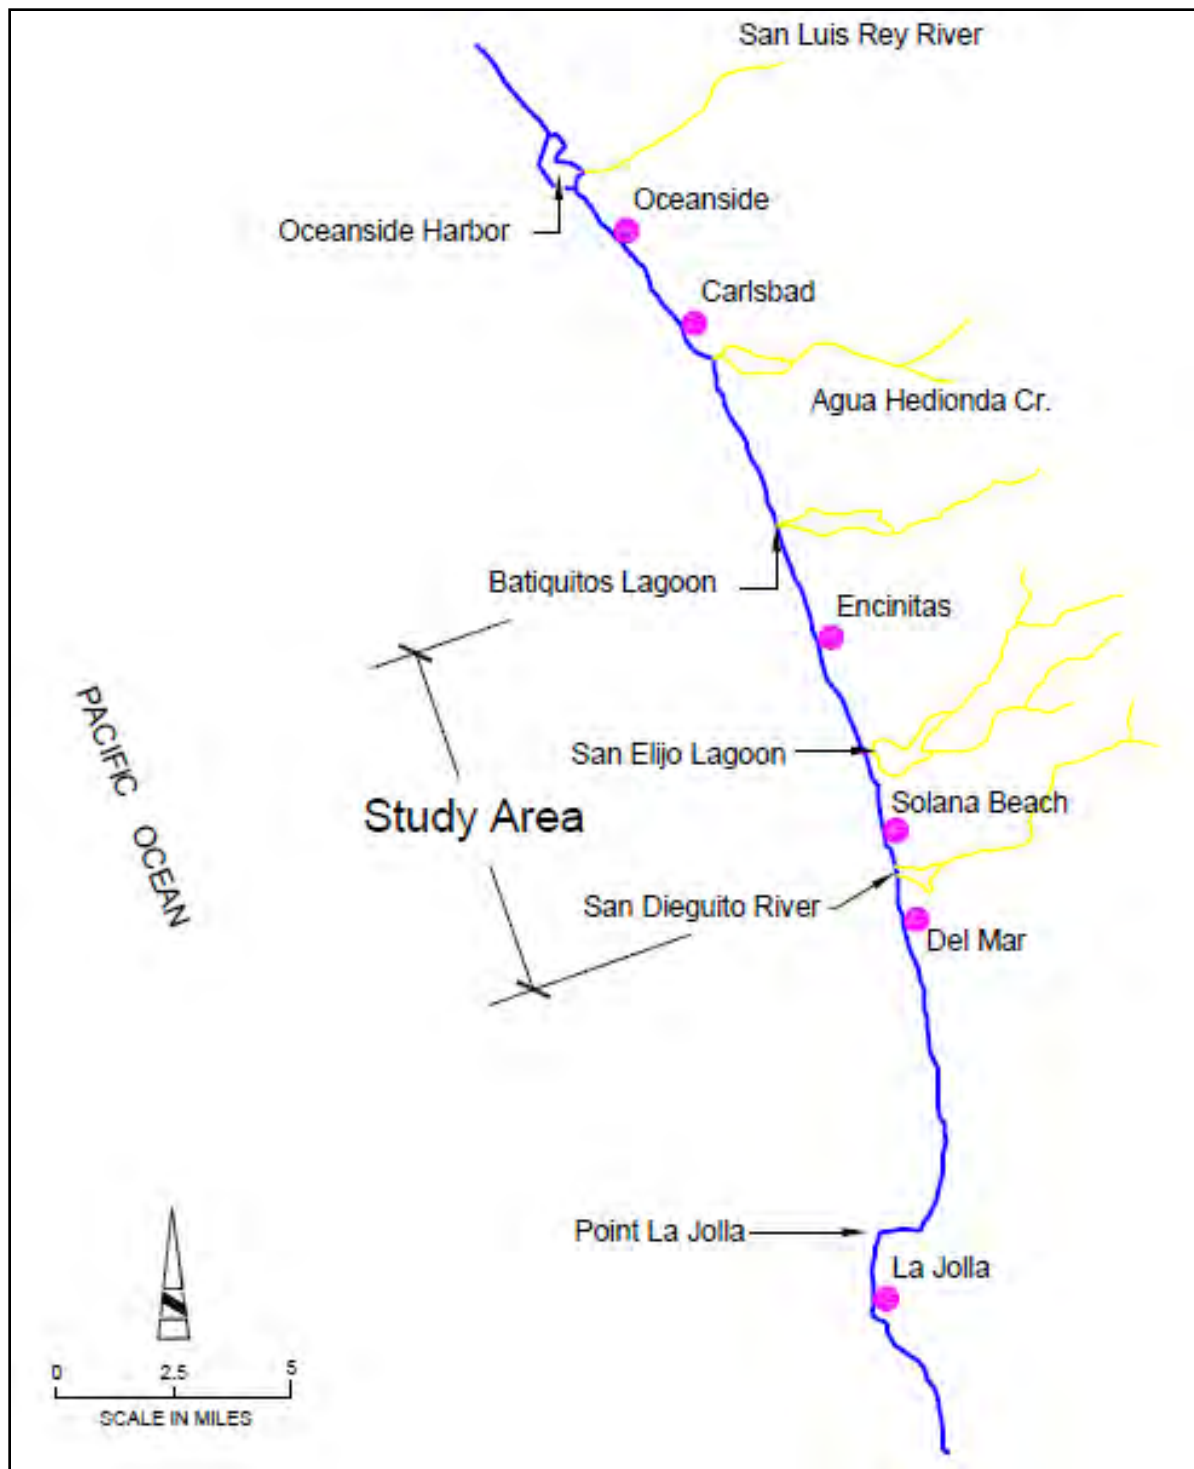 San Luis Rey River
Oceanside
Oceanside Harbor
Carlsbad
Agua Hedionda Cr.
Batiquitos Lagoon
Encinitas
PACIFIC OCEAN
San Elijo Lagoon
Solana Beach
Study Area
San Dieguito River
Del Mar
Point La Jolla
La Jolla
0 2.5 5
SCALE IN MILES